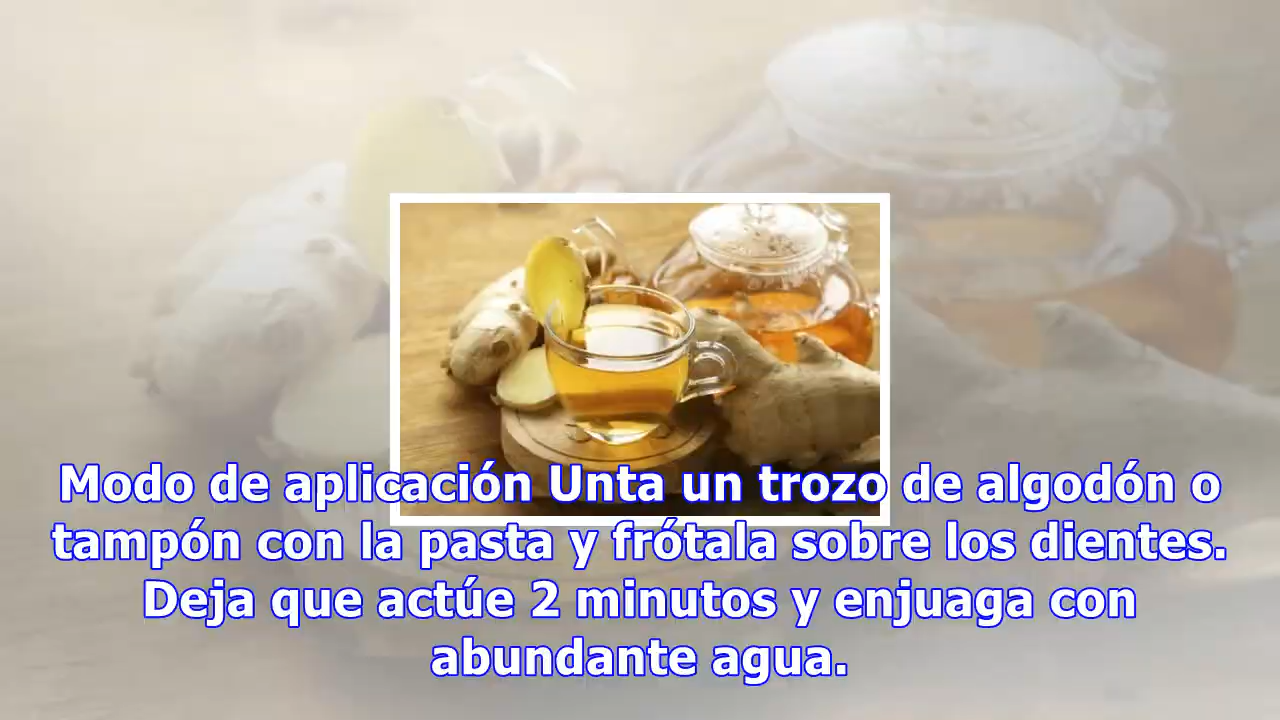 Modo de aplicación Unta un trozo de algodón o
tampón con la pasta y frótala sobre los dientes.
Deja que actúe 2 minutos y enjuaga con
abundante agua.